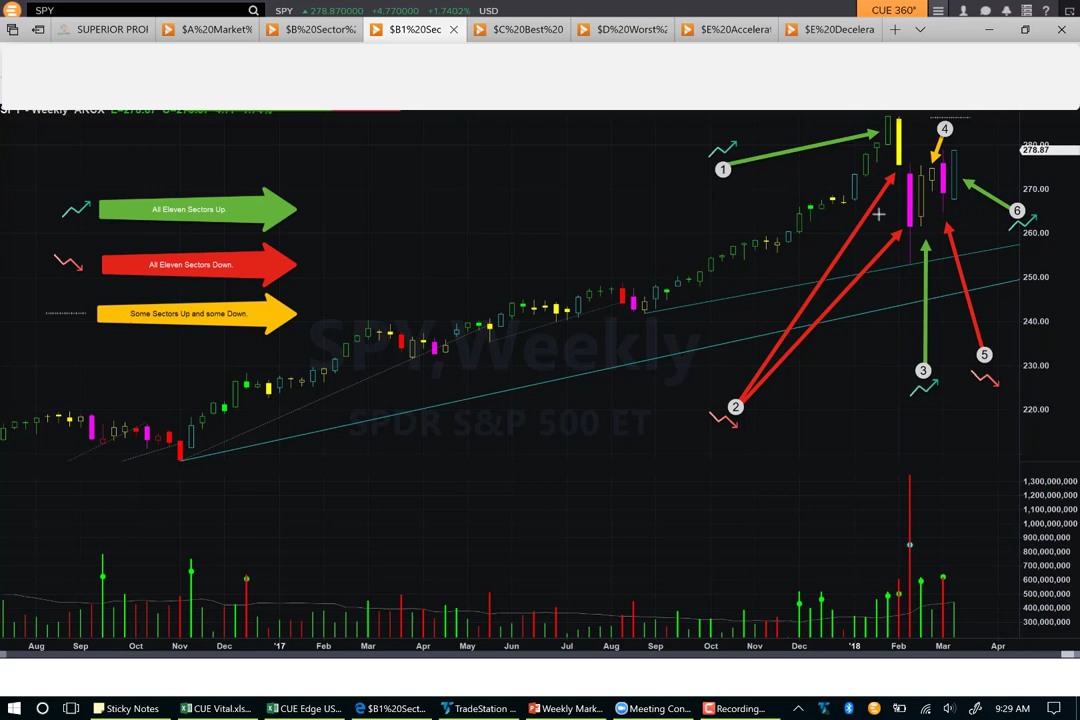 SPY
SPY ▲ 278.870000 +4.770000 +1.7402% USD
CUE 360°
SUPERIOR PROI
$A%20Market%
$B%20Sector%
$B1%20Sec
$C%20Best%20
$D%20Worst%2
$E%20Accelerat
$E%20Decelera
280.00
278.87
270.00
260.00
250.00
240.00
230.00
220.00
1
2
3
4
5
6
All Eleven Sectors Up.
All Eleven Sectors Down.
Some Sectors Up and some Down.
SPY,Weekly
SPDR S&P 500 ET
1,300,000,000
1,100,000,000
1,000,000,000
900,000,000
800,000,000
700,000,000
600,000,000
500,000,000
400,000,000
300,000,000
Aug Sep Oct Nov Dec '17 Feb Mar Apr May Jun Jul Aug Sep Oct Nov Dec '18 Feb Mar Apr
Sticky Notes
CUE Vital.xls...
CUE Edge US...
$B1%20Sect...
TradeStation ...
Weekly Mark...
Meeting Con...
Recording...
9:29 AM